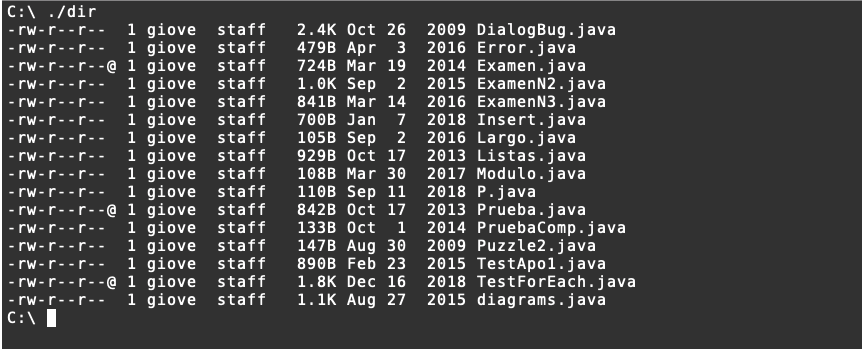 C:\ ./dir
-rw-r--r--  1 giove  staff   2.4K Oct 26  2009 DialogBug.java
-rw-r--r--  1 giove  staff   479B Apr  3  2016 Error.java
-rw-r--r--@ 1 giove  staff   724B Mar 19  2014 Examen.java
-rw-r--r--  1 giove  staff   1.0K Sep  2  2015 ExamenN2.java
-rw-r--r--  1 giove  staff   841B Mar 14  2016 ExamenN3.java
-rw-r--r--  1 giove  staff   700B Jan  7  2018 Insert.java
-rw-r--r--  1 giove  staff   105B Sep  2  2016 Largo.java
-rw-r--r--  1 giove  staff   929B Oct 17  2013 Listas.java
-rw-r--r--  1 giove  staff   108B Mar 30  2017 Modulo.java
-rw-r--r--  1 giove  staff   110B Sep 11  2018 P.java
-rw-r--r--@ 1 giove  staff   842B Oct 17  2013 Prueba.java
-rw-r--r--  1 giove  staff   133B Oct  1  2014 PruebaComp.java
-rw-r--r--  1 giove  staff   147B Aug 30  2009 Puzzle2.java
-rw-r--r--  1 giove  staff   890B Feb 23  2015 TestApo1.java
-rw-r--r--@ 1 giove  staff   1.8K Dec 16  2018 TestForEach.java
-rw-r--r--  1 giove  staff   1.1K Aug 27  2015 diagrams.java
C:\